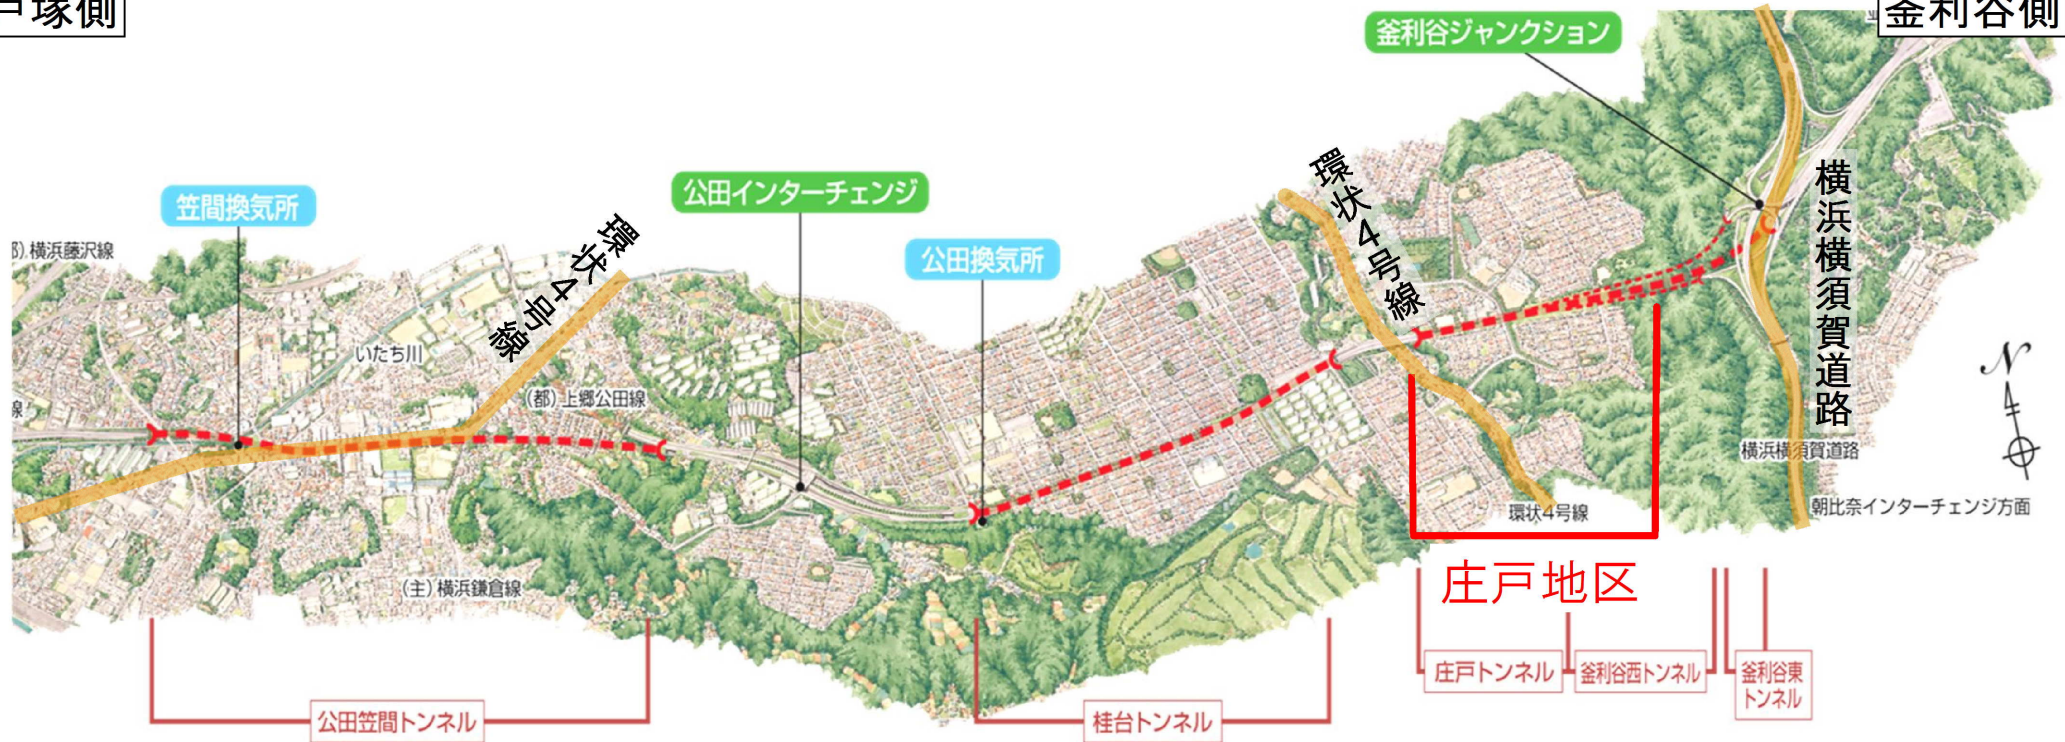 戸塚側
釜利谷側
釜利谷ジャンクション
環状4号線
横浜横須賀道路
公田インターチェンジ
笠間換気所
環状4号線
公田換気所
横浜藤沢線
いたち川
(都)上郷公田線
線
横浜横須賀道路
N
環状4号線
朝比奈インターチェンジ方面
庄戸地区
(主)横浜鎌倉線
庄戸トンネル
釜利谷西トンネル
釜利谷東
トンネル
公田笠間トンネル
桂台トンネル